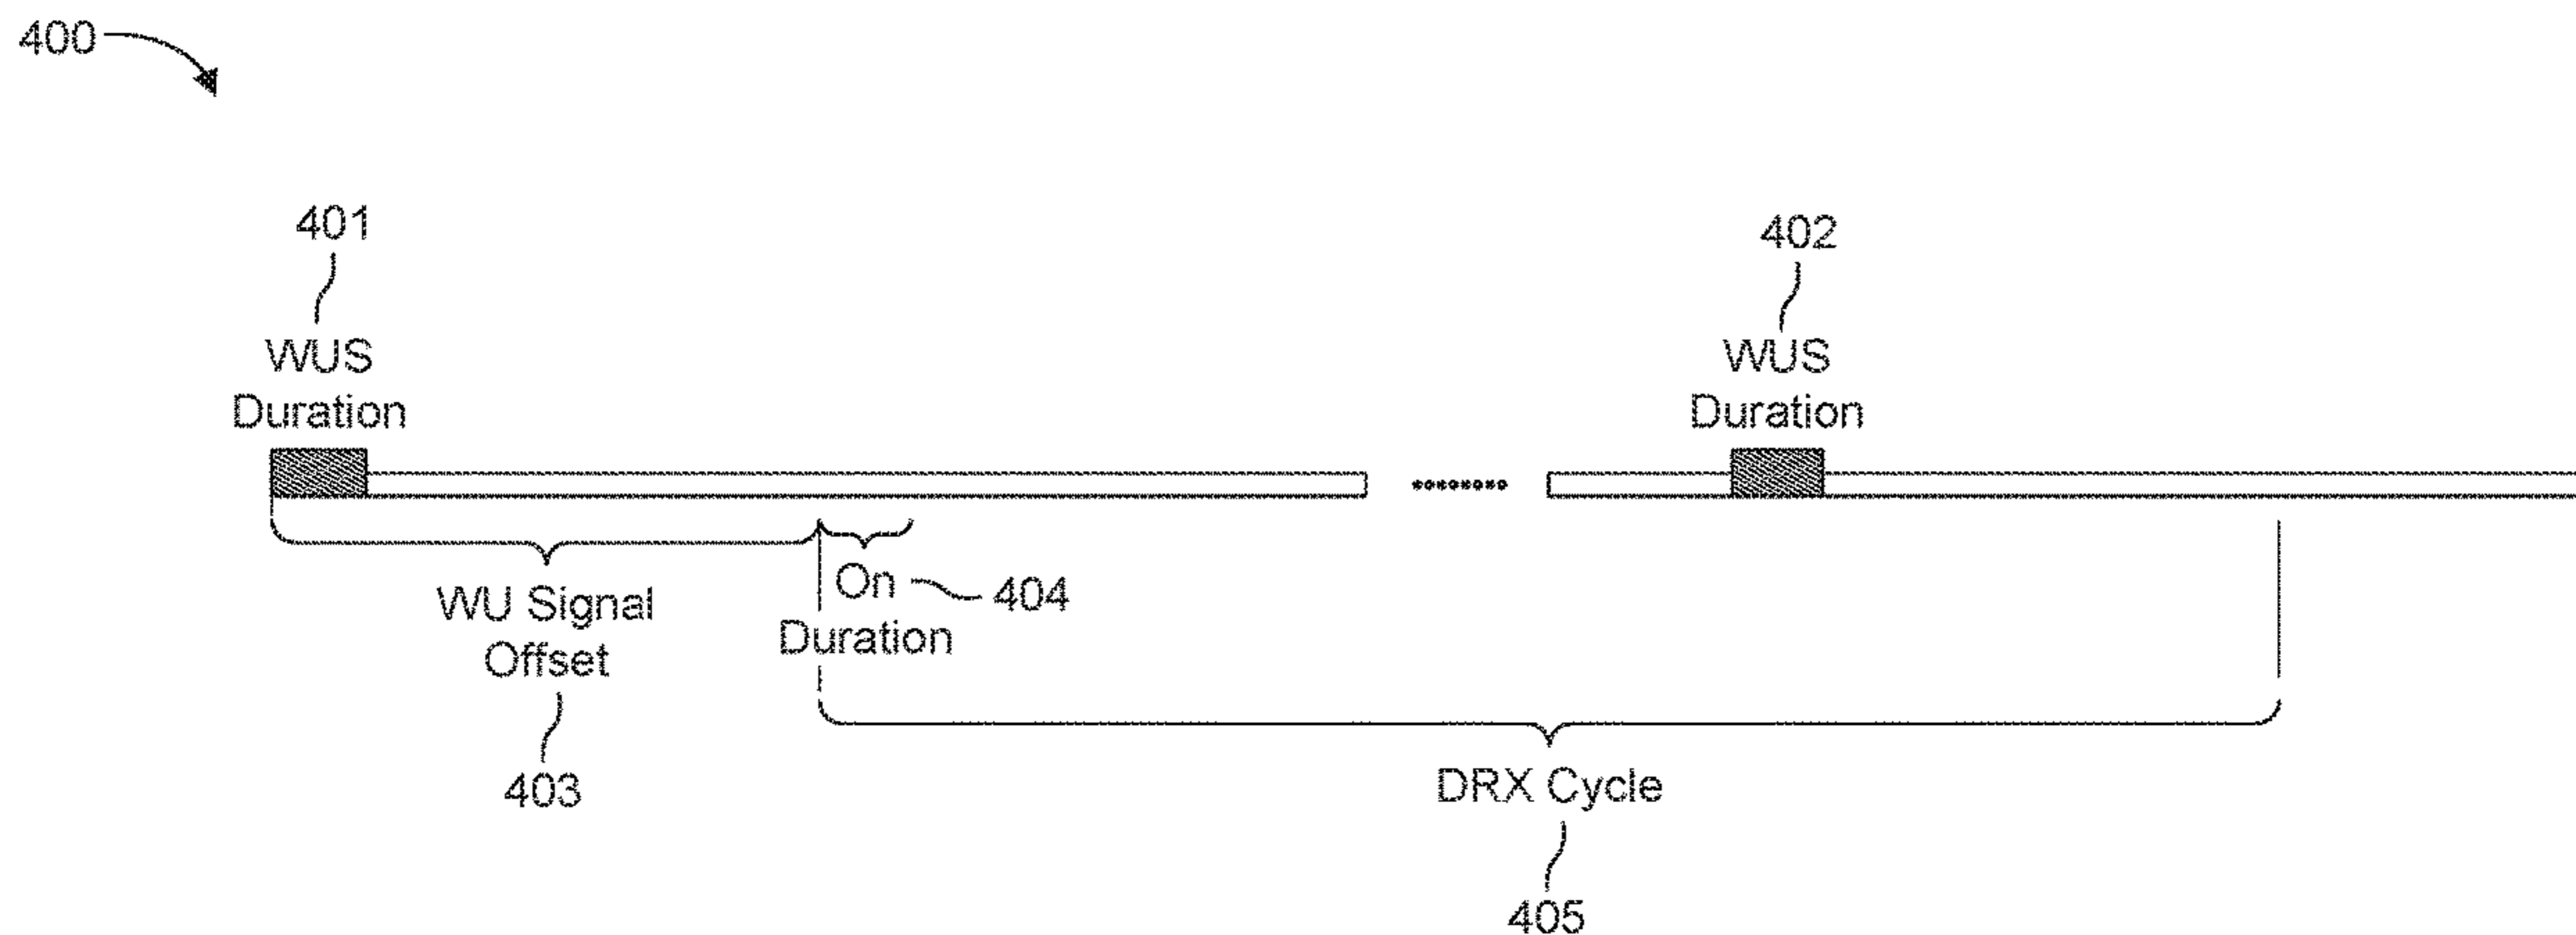 400
401
402
WUS
Duration
WUS
Duration
WU Signal
Offset
403
On
Duration
404
DRX Cycle
405